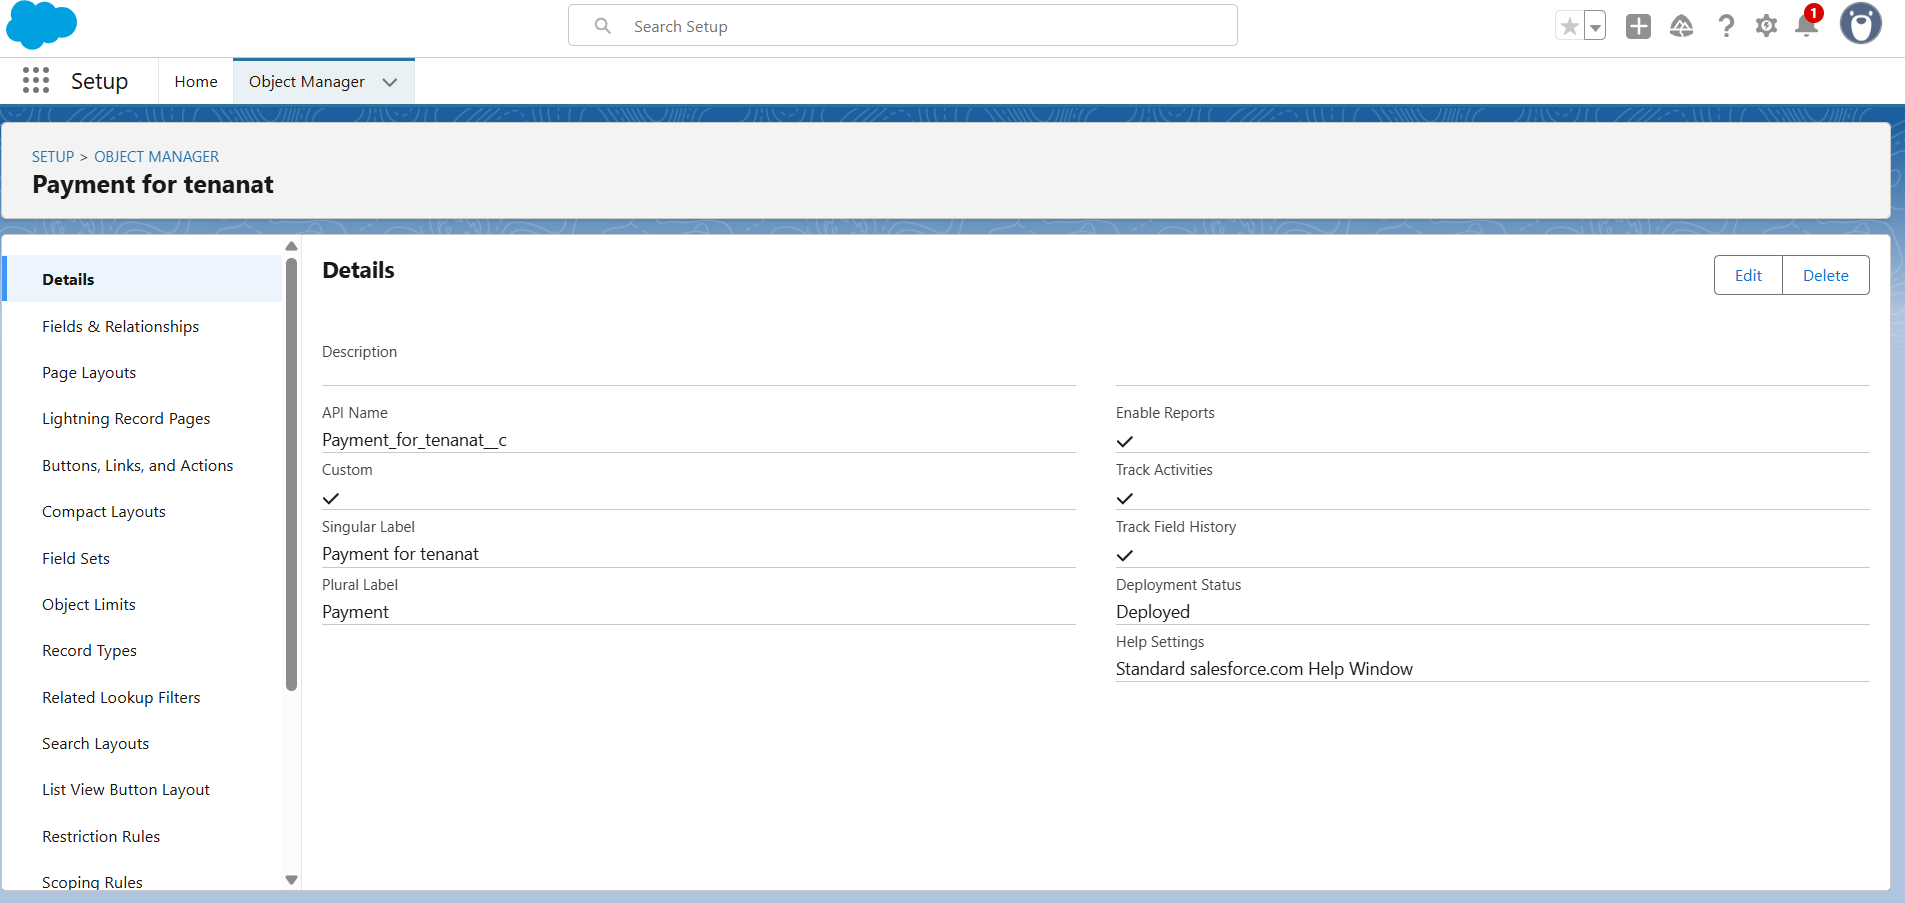 Search Setup
1
Setup
Home
Object Manager
SETUP > OBJECT MANAGER
Payment for tenanat
Details
Fields & Relationships
Page Layouts
Lightning Record Pages
Buttons, Links, and Actions
Compact Layouts
Field Sets
Object Limits
Record Types
Related Lookup Filters
Search Layouts
List View Button Layout
Restriction Rules
Scoping Rules
Details
Edit
Delete
Description
API Name
Payment_for_tenanat__c
Custom
Singular Label
Payment for tenanat
Plural Label
Payment
Enable Reports
Track Activities
Track Field History
Deployment Status
Deployed
Help Settings
Standard salesforce.com Help Window